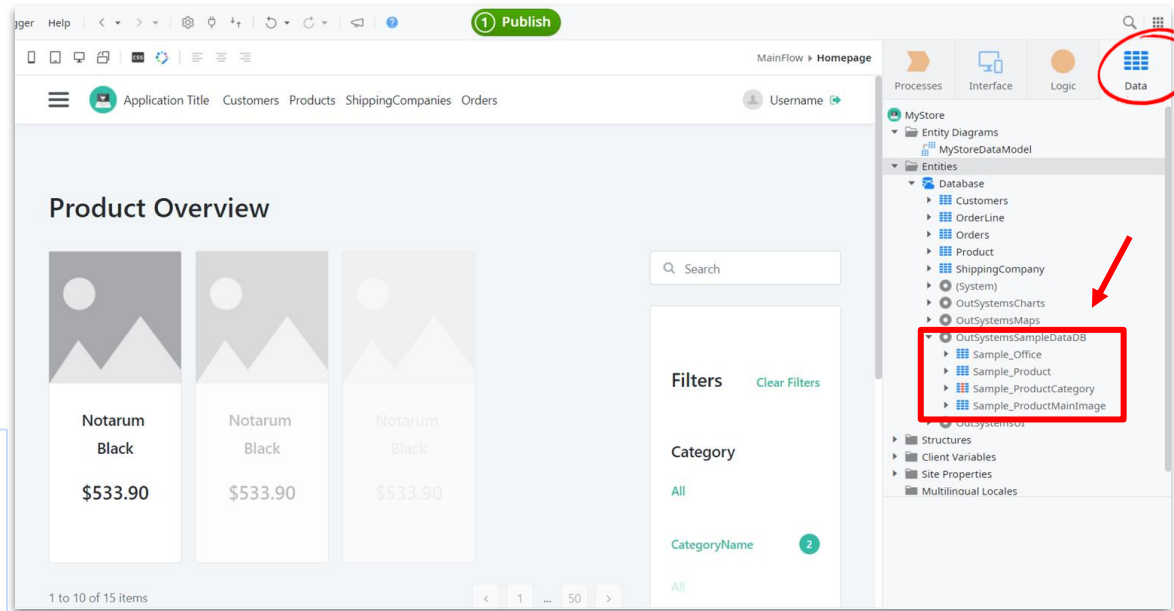 gger Help
1 Publish
MainFlow Homepage
Processes Interface Logic Data
Application Title Customers Products ShippingCompanies Orders
Username
MyStore
Entity Diagrams
MyStoreDataModel
Entities
Database
Customers
OrderLine
Orders
Product
ShippingCompany
(System)
OutSystemsCharts
OutSystemsMaps
OutSystemsSampleDataDB
Sample_Office
Sample_Product
Sample_ProductCategory
Sample_ProductMainImage
OutSystemsUI
Structures
Client Variables
Site Properties
Multilingual Locales
Product Overview
Notarum
Black
$533.90
Notarum
Black
$533.90
Notarum
Black
$533.90
1 to 10 of 15 items
< 1 ... 50 >
Search
Filters Clear Filters
Category
All
CategoryName 2
All